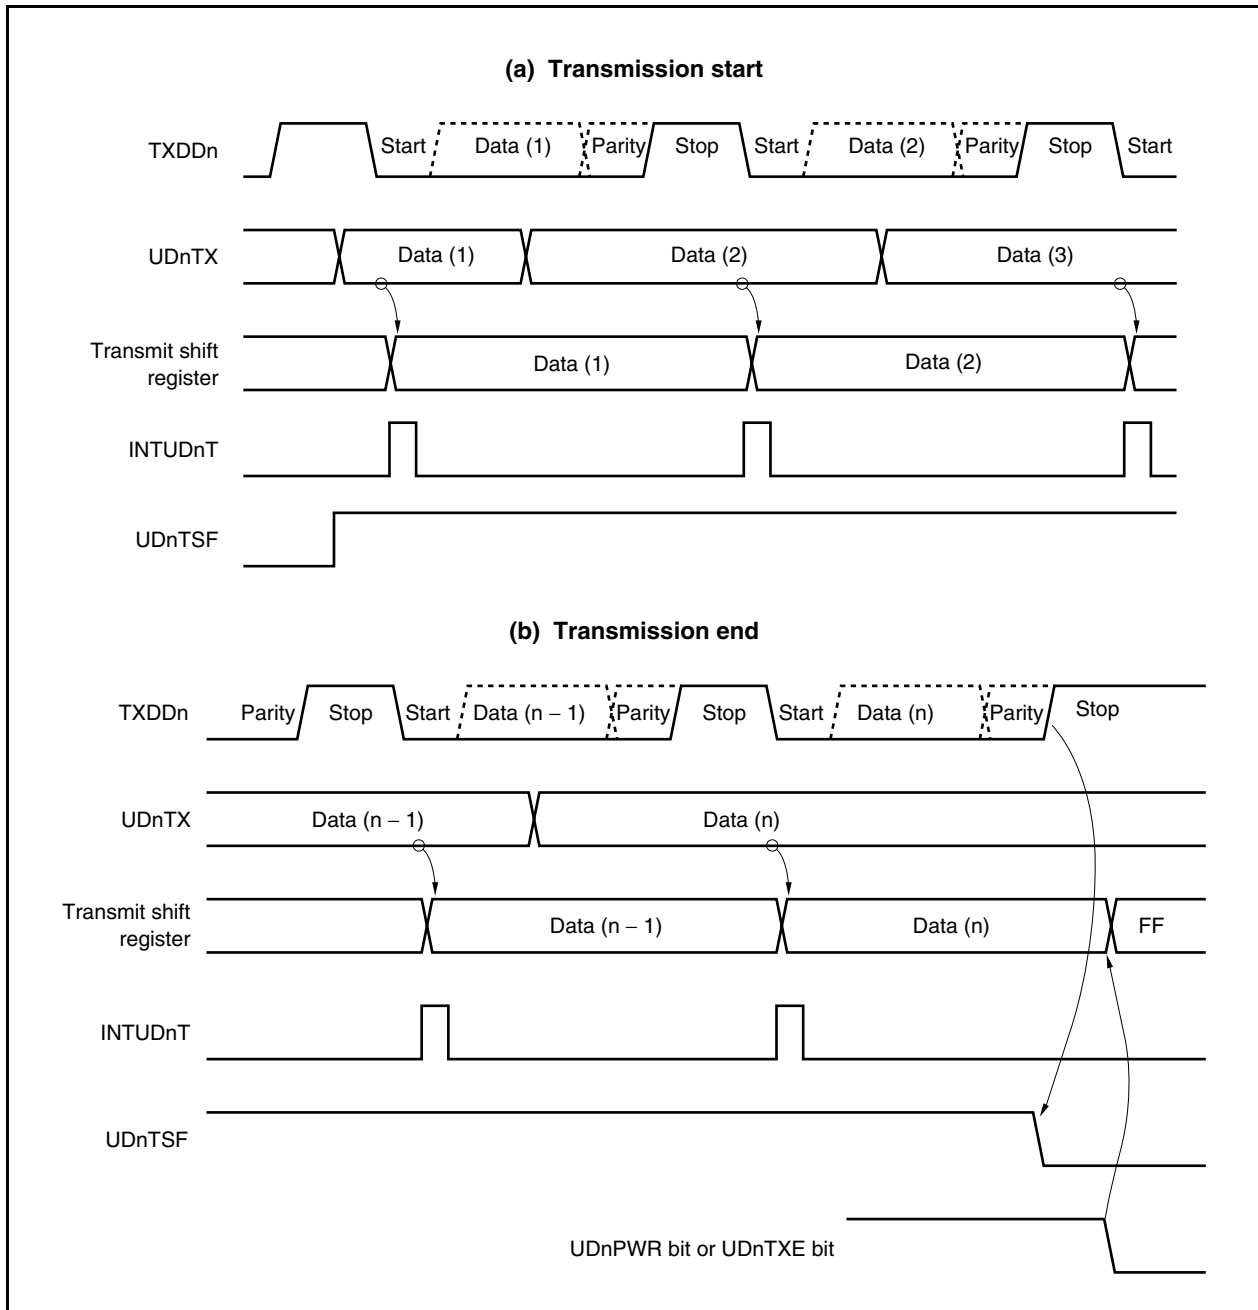 (a) Transmission start
TXDDn
Start Data (1) Parity Stop Start Data (2) Parity Stop Start
UDnTX
Data (1) Data (2) Data (3)
Transmit shift
register
Data (1) Data (2)
INTUDnT
UDnTSF
(b) Transmission end
TXDDn
Parity Stop Start Data (n – 1) Parity Stop Start Data (n) Parity Stop
UDnTX
Data (n – 1) Data (n)
Transmit shift
register
Data (n – 1) Data (n) FF
INTUDnT
UDnTSF
UDnPWR bit or UDnTXE bit